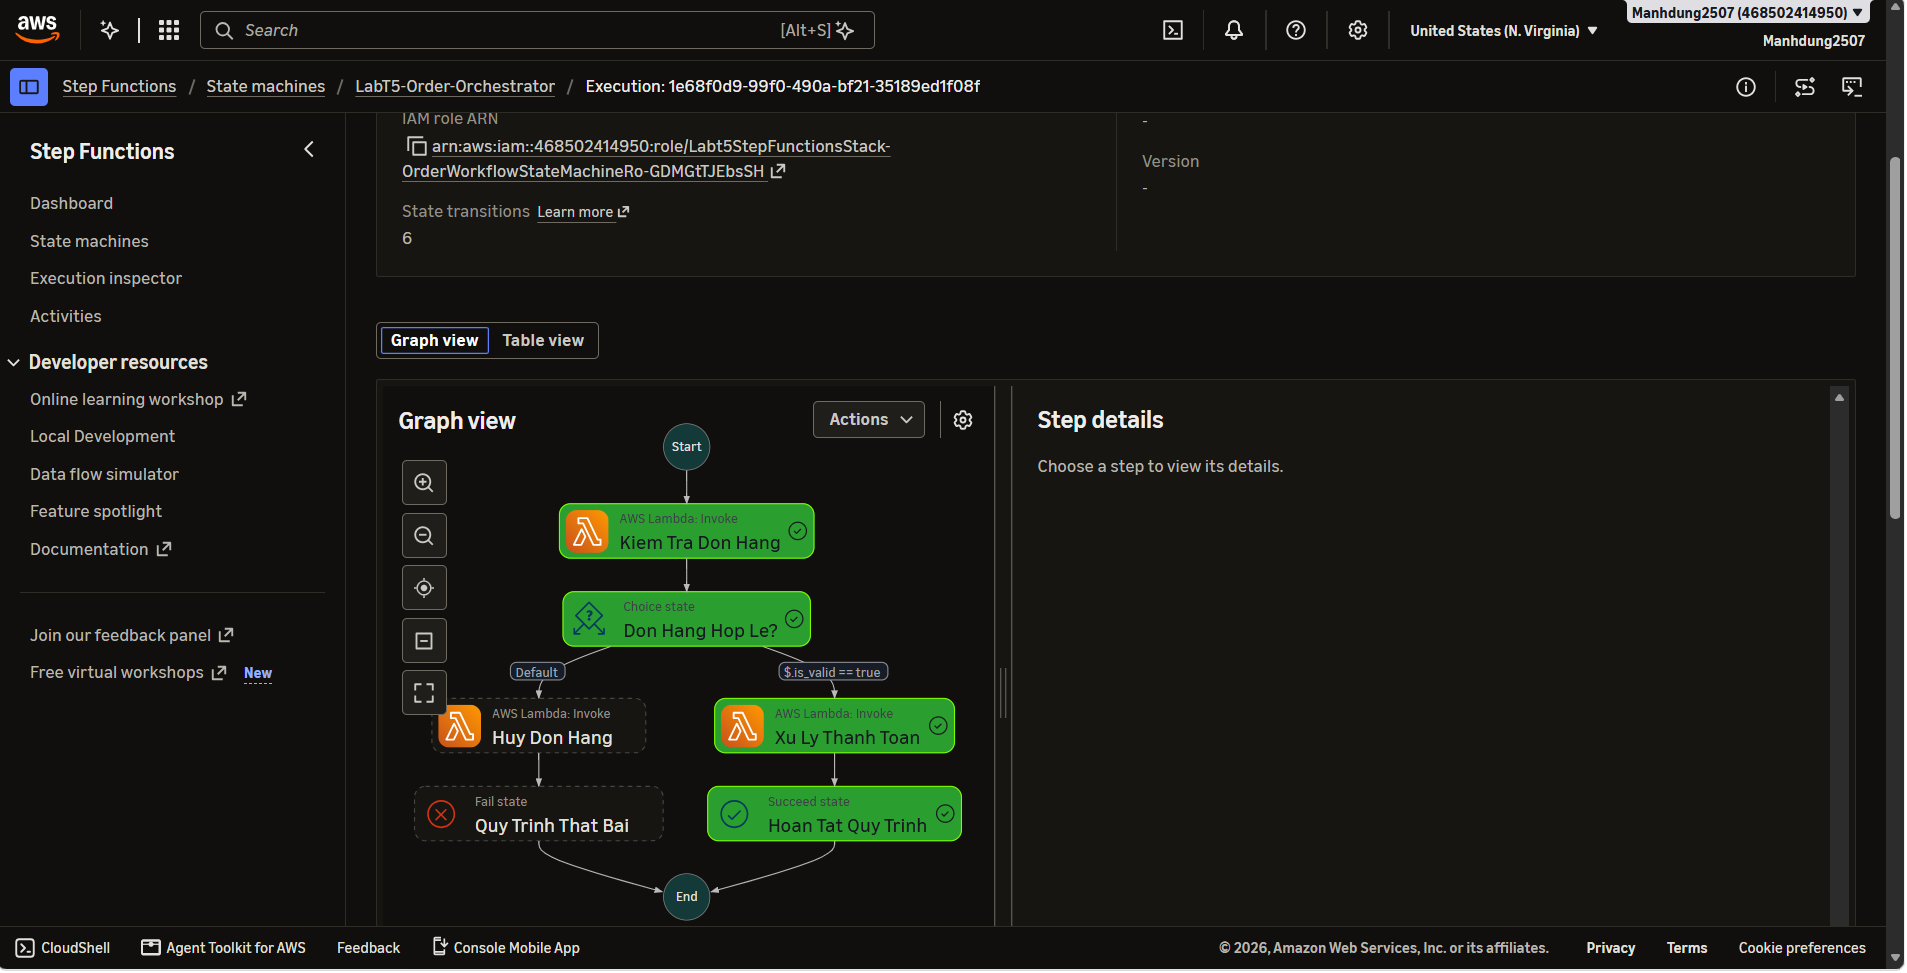 aws
Search
[Alt+S]
United States (N. Virginia)
Manhdung2507 (468502414950)
Manhdung2507
Step Functions / State machines / LabT5-Order-Orchestrator / Execution: 1e68f0d9-99f0-490a-bf21-35189ed1f08f
Step Functions
Dashboard
State machines
Execution inspector
Activities
Developer resources
Online learning workshop
Local Development
Data flow simulator
Feature spotlight
Documentation
Join our feedback panel
Free virtual workshops New
IAM role ARN
arn:aws:iam::468502414950:role/Labt5StepFunctionsStack-
OrderWorkflowStateMachineRo-GDMGtTJEbsSH
State transitions Learn more
6
-
Version
-
Graph view
Table view
Graph view
Actions
Start
AWS Lambda: Invoke
Kiem Tra Don Hang
Choice state
Don Hang Hop Le?
Default
$.is_valid == true
AWS Lambda: Invoke
Huy Don Hang
AWS Lambda: Invoke
Xu Ly Thanh Toan
Fail state
Quy Trinh That Bai
Succeed state
Hoan Tat Quy Trinh
End
Step details
Choose a step to view its details.
CloudShell
Agent Toolkit for AWS
Feedback
Console Mobile App
© 2026, Amazon Web Services, Inc. or its affiliates.
Privacy
Terms
Cookie preferences